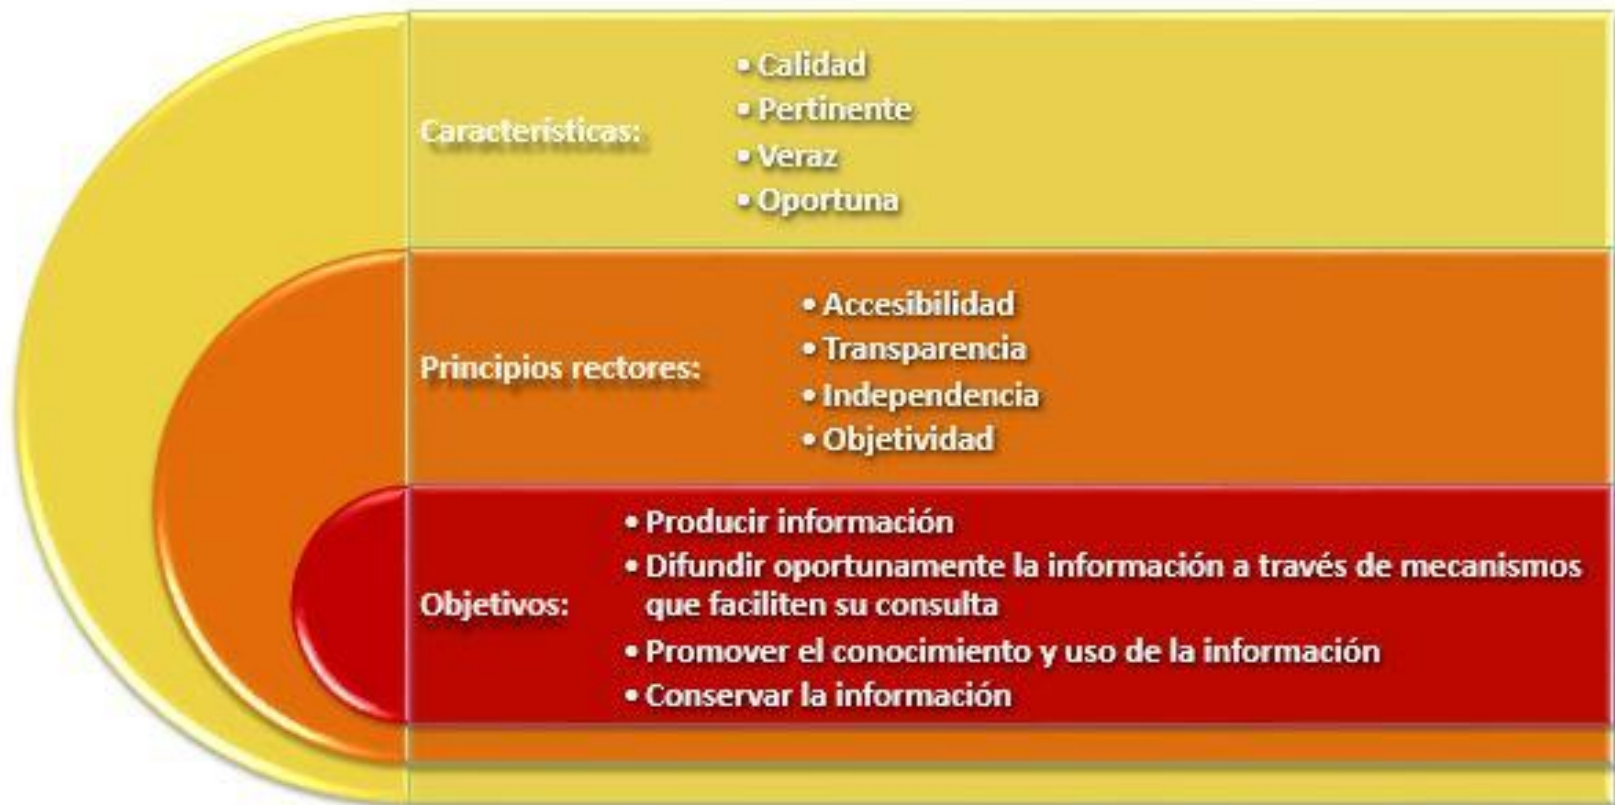 Características:
• Calidad
• Pertinente
• Veraz
• Oportuna
Principios rectores:
• Accesibilidad
• Transparencia
• Independencia
• Objetividad
Objetivos:
• Producir información
• Difundir oportunamente la información a través de mecanismos
que faciliten su consulta
• Promover el conocimiento y uso de la información
• Conservar la información